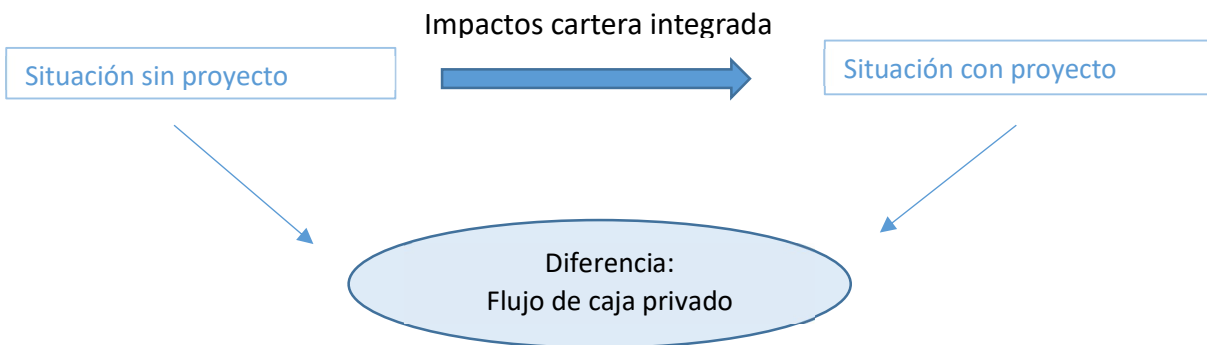 Impactos cartera integrada
Situación sin proyecto
Situación con proyecto
Diferencia:
Flujo de caja privado